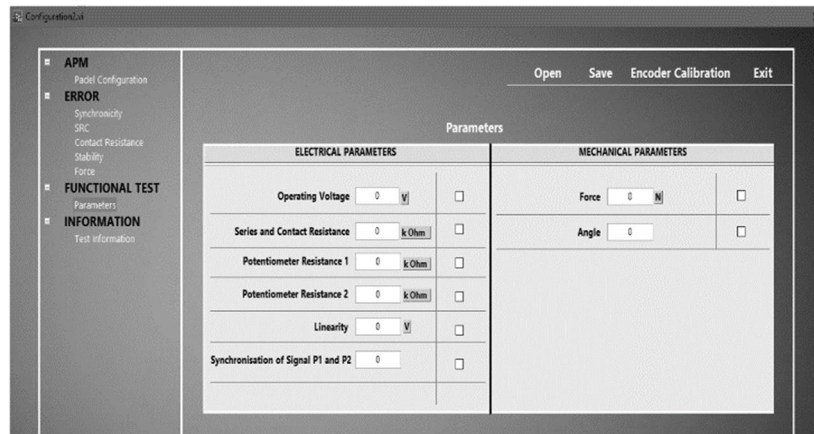 Configuration2.vi
APM
Padel Configuration
ERROR
Synchronicity
SRC
Contact Resistance
Stability
Force
FUNCTIONAL TEST
Parameters
INFORMATION
Test Information
Open Save Encoder Calibration Exit
Parameters
ELECTRICAL PARAMETERS
Operating Voltage 0 V
Series and Contact Resistance 0 k Ohm
Potentiometer Resistance 1 0 k Ohm
Potentiometer Resistance 2 0 k Ohm
Linearity 0 V
Synchronisation of Signal P1 and P2 0
MECHANICAL PARAMETERS
Force 0 N
Angle 0